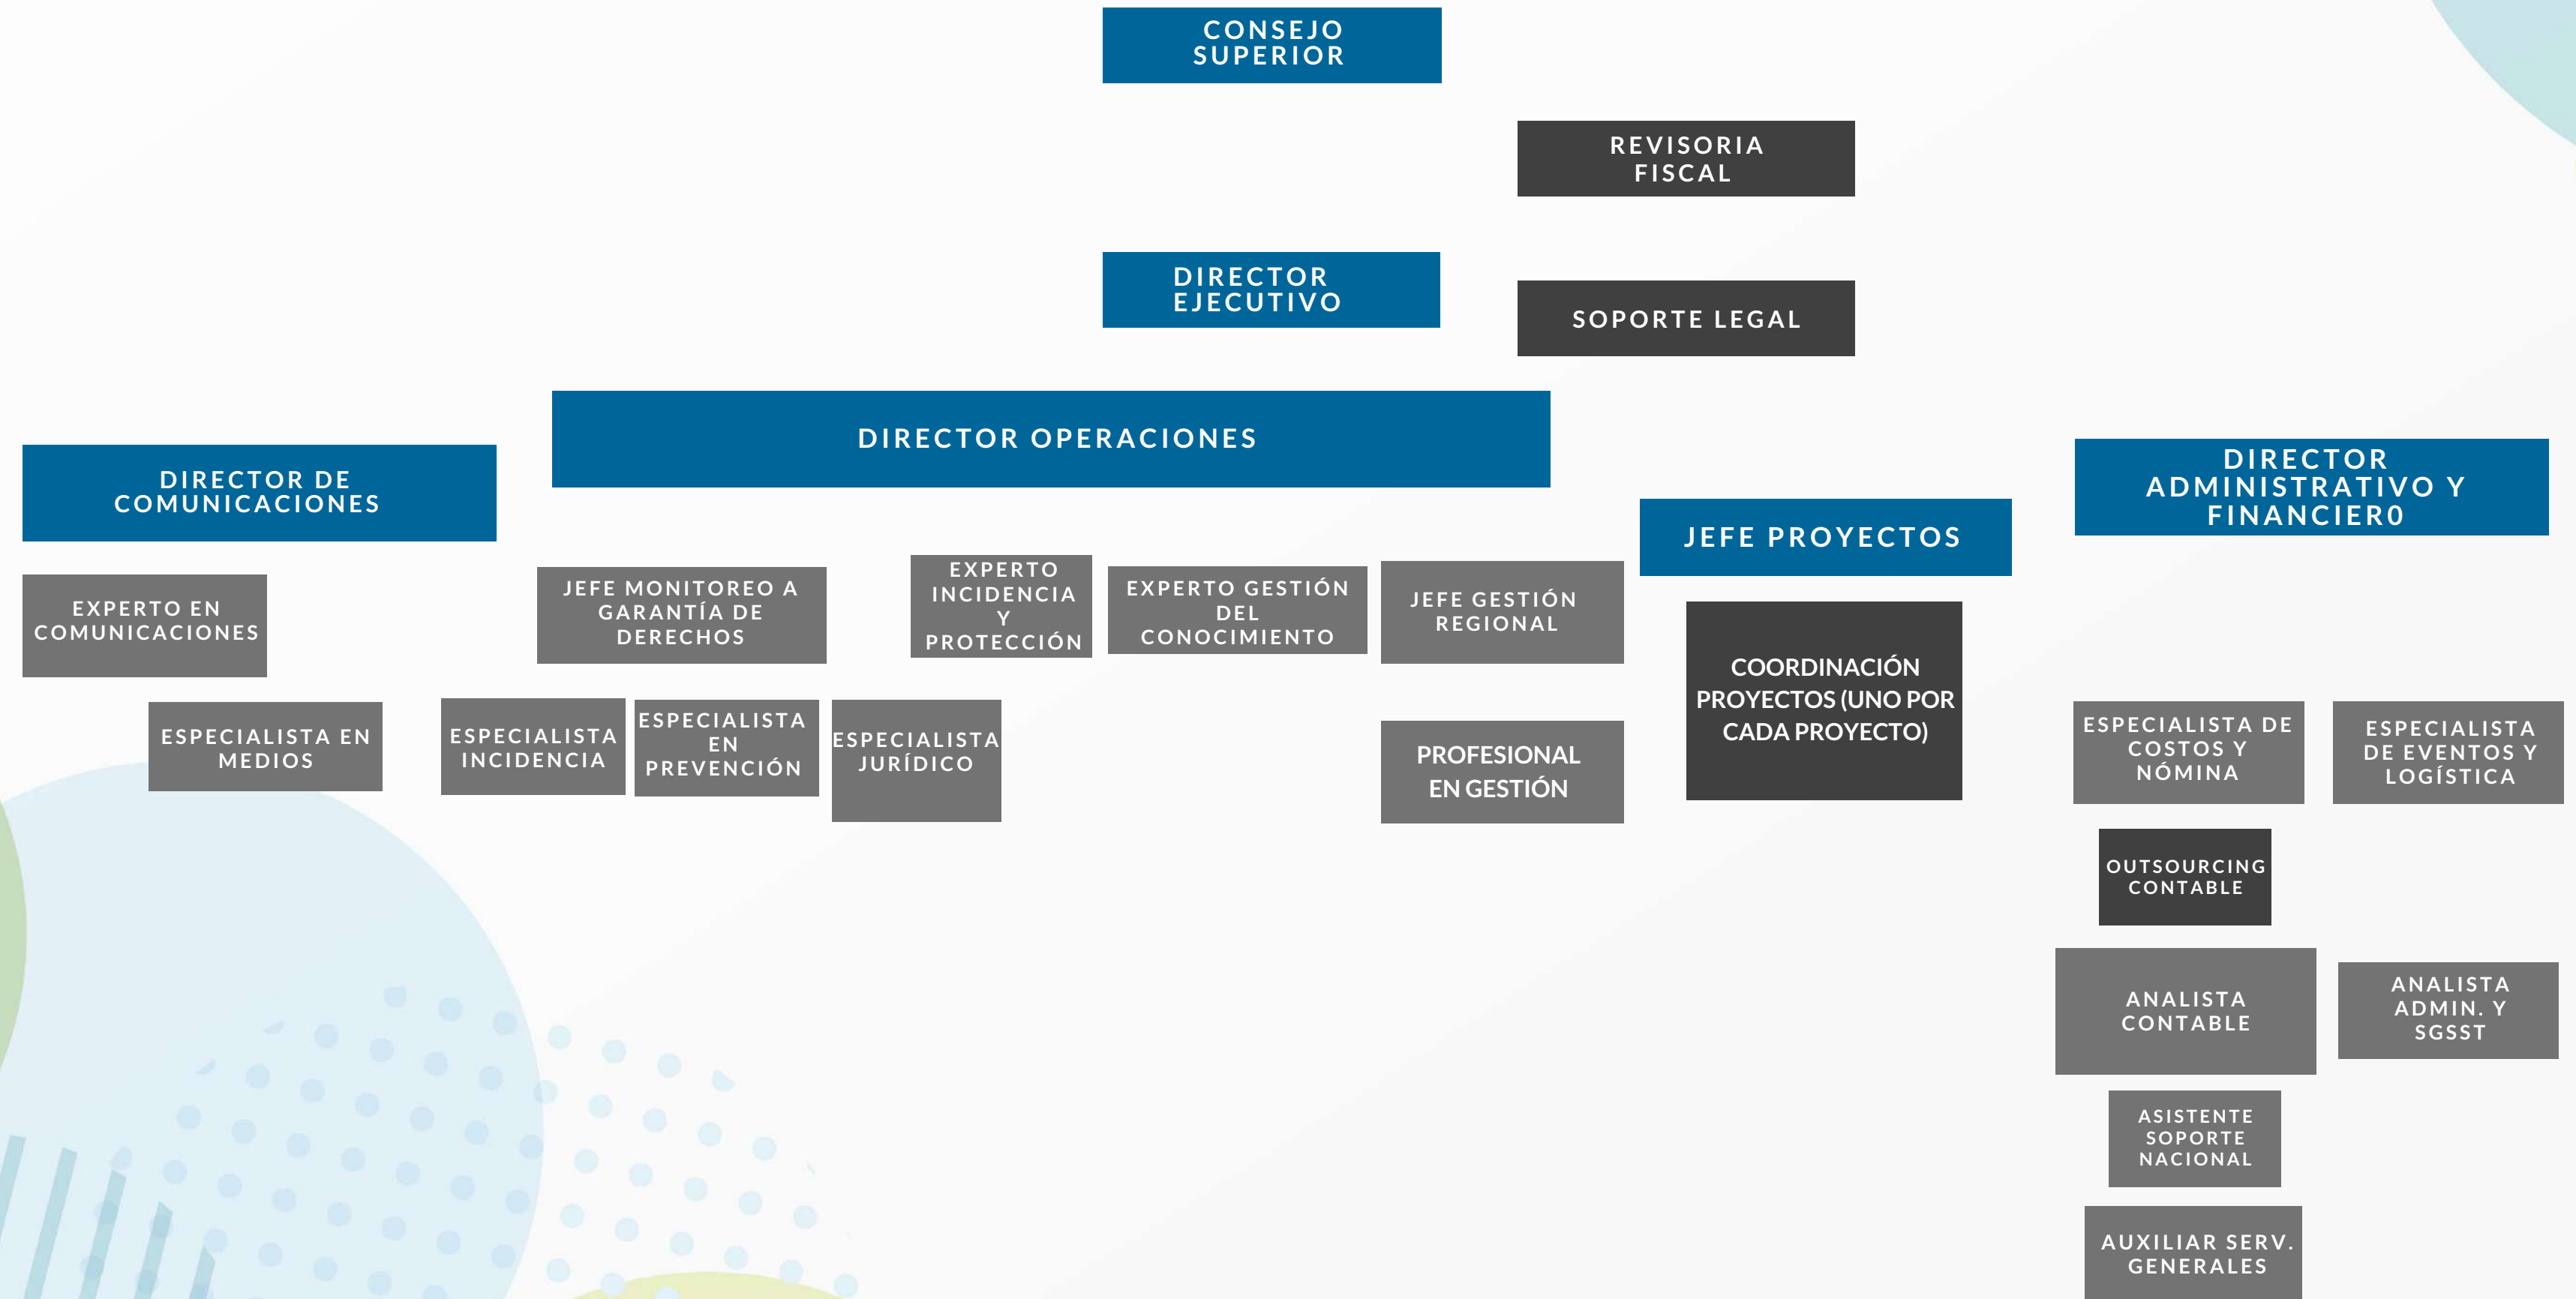 CONSEJO
SUPERIOR
REVISORIA
FISCAL
DIRECTOR
EJECUTIVO
SOPORTE LEGAL
DIRECTOR OPERACIONES
DIRECTOR DE
COMUNICACIONES
DIRECTOR
ADMINISTRATIVO Y
FINANCIER0
JEFE PROYECTOS
EXPERTO EN
COMUNICACIONES
JEFE MONITOREO A
GARANTÍA DE
DERECHOS
EXPERTO
INCIDENCIA
Y
PROTECCIÓN
EXPERTO GESTIÓN
DEL
CONOCIMIENTO
JEFE GESTIÓN
REGIONAL
COORDINACIÓN
PROYECTOS (UNO POR
CADA PROYECTO)
ESPECIALISTA EN
MEDIOS
ESPECIALISTA
INCIDENCIA
ESPECIALISTA
EN
PREVENCIÓN
ESPECIALISTA
JURÍDICO
PROFESIONAL
EN GESTIÓN
ESPECIALISTA DE
COSTOS Y
NÓMINA
ESPECIALISTA
DE EVENTOS Y
LOGÍSTICA
OUTSOURCING
CONTABLE
ANALISTA
CONTABLE
ANALISTA
ADMIN. Y
SGSST
ASISTENTE
SOPORTE
NACIONAL
AUXILIAR SERV.
GENERALES